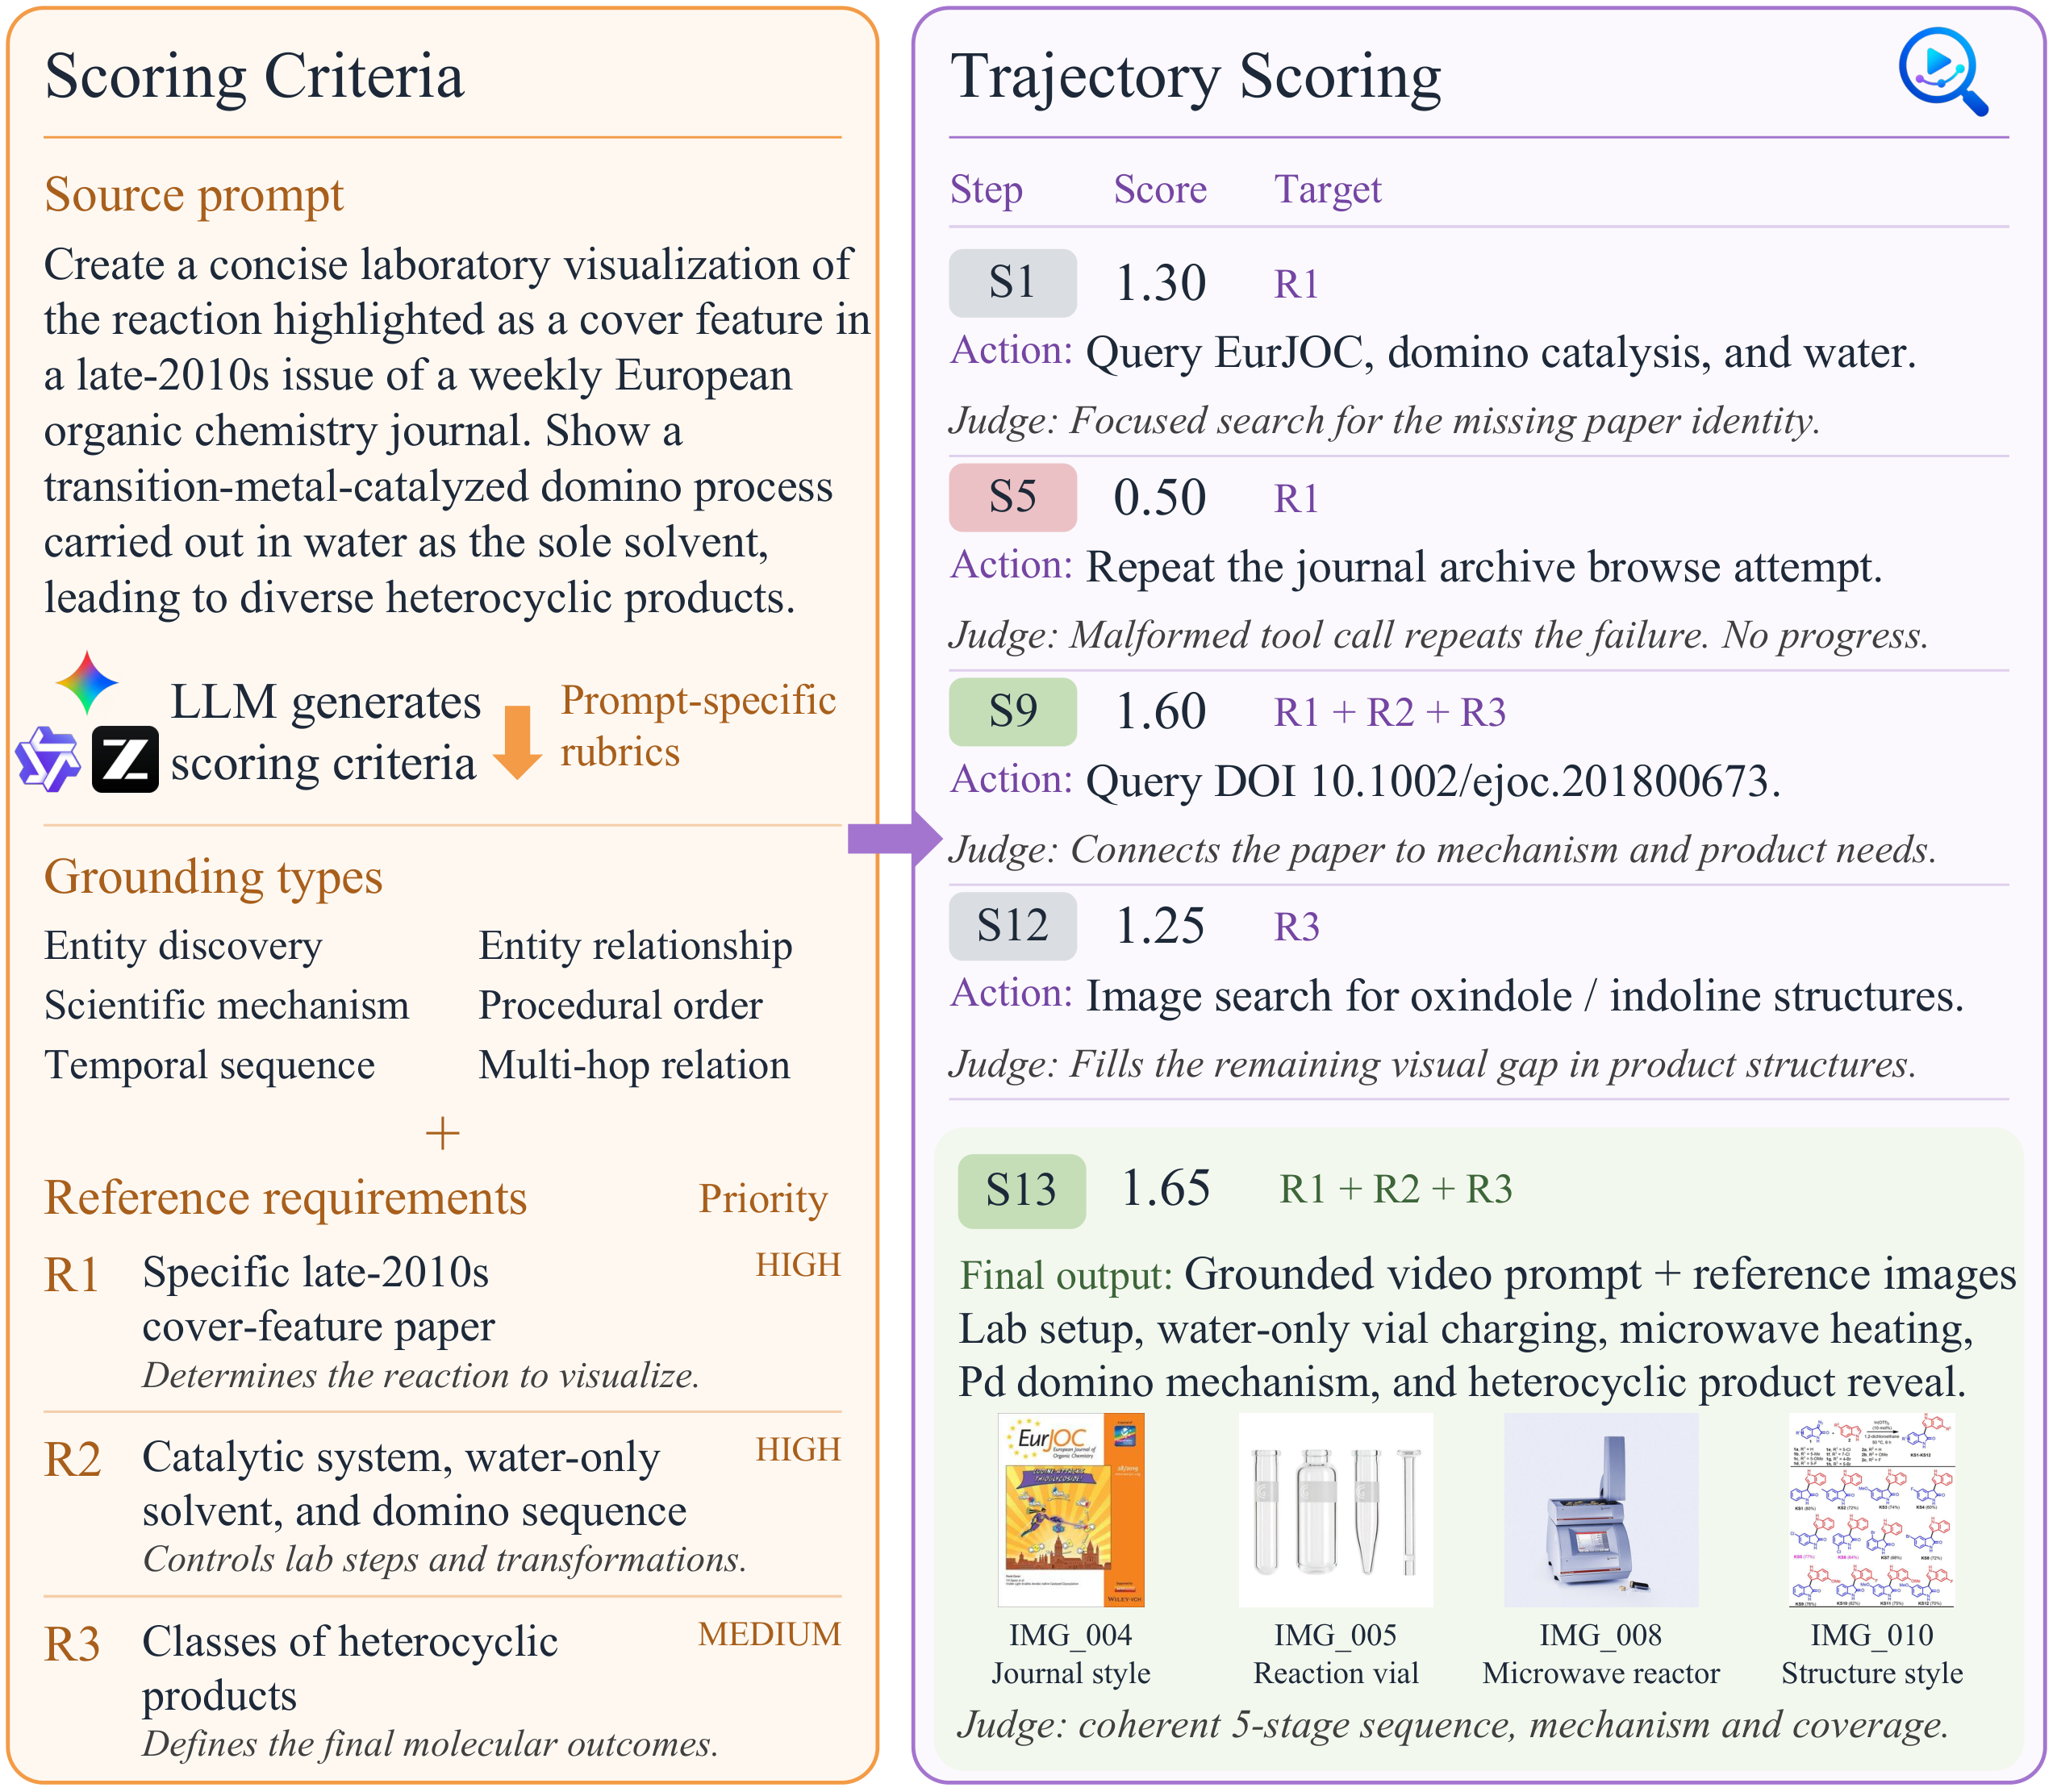 Scoring Criteria
Source prompt
Create a concise laboratory visualization of
the reaction highlighted as a cover feature in
a late-2010s issue of a weekly European
organic chemistry journal. Show a
transition-metal-catalyzed domino process
carried out in water as the sole solvent,
leading to diverse heterocyclic products.
LLM generates
scoring criteria
Prompt-specific
rubrics
Grounding types
Entity discovery
Entity relationship
Scientific mechanism
Procedural order
Temporal sequence
Multi-hop relation
+
Reference requirements
Priority
R1
Specific late-2010s
cover-feature paper
HIGH
Determines the reaction to visualize.
R2
Catalytic system, water-only
solvent, and domino sequence
HIGH
Controls lab steps and transformations.
R3
Classes of heterocyclic
products
MEDIUM
Defines the final molecular outcomes.
Trajectory Scoring
Step Score Target
S1 1.30 R1
Action: Query EurJOC, domino catalysis, and water.
Judge: Focused search for the missing paper identity.
S5 0.50 R1
Action: Repeat the journal archive browse attempt.
Judge: Malformed tool call repeats the failure. No progress.
S9 1.60 R1 + R2 + R3
Action: Query DOI 10.1002/ejoc.201800673.
Judge: Connects the paper to mechanism and product needs.
S12 1.25 R3
Action: Image search for oxindole / indoline structures.
Judge: Fills the remaining visual gap in product structures.
S13 1.65 R1 + R2 + R3
Final output: Grounded video prompt + reference images
Lab setup, water-only vial charging, microwave heating,
Pd domino mechanism, and heterocyclic product reveal.
EurJOC
European Journal of
Organic Chemistry
WILEY-VCH
IMG_004
Journal style
IMG_005
Reaction vial
IMG_008
Microwave reactor
IMG_010
Structure style
Judge: coherent 5-stage sequence, mechanism and coverage.